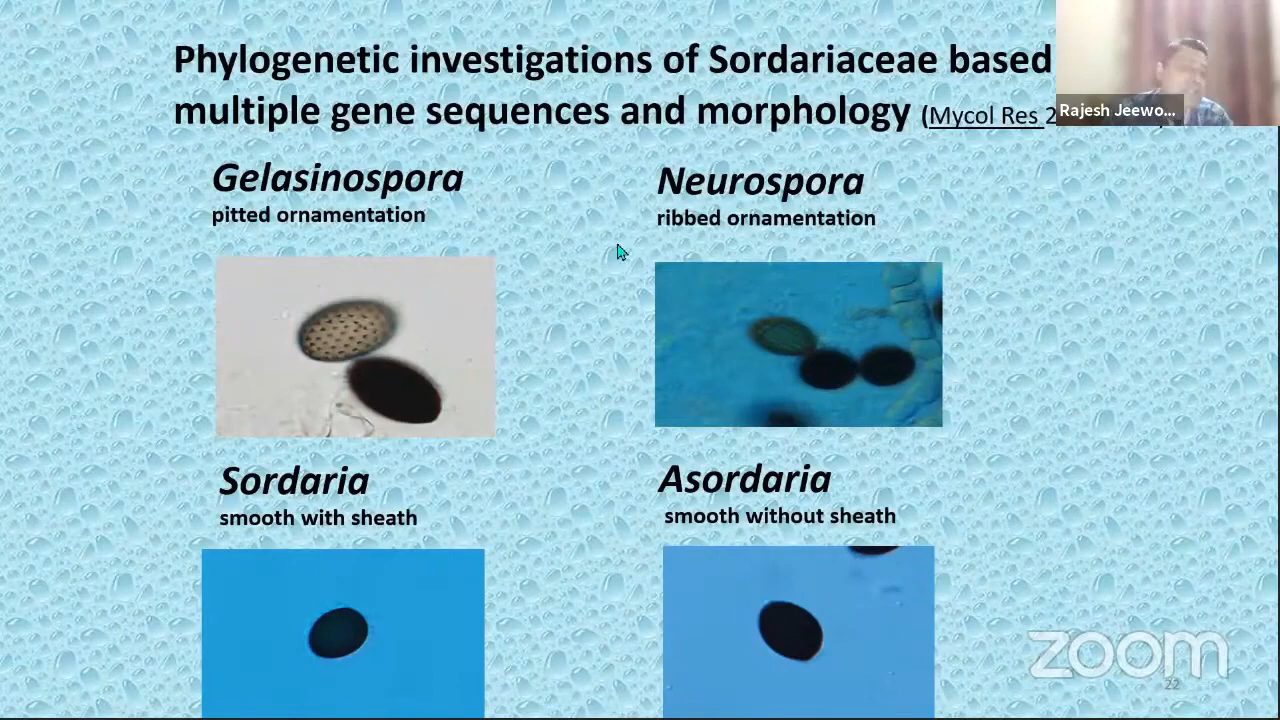 Phylogenetic investigations of Sordariaceae based
multiple gene sequences and morphology (Mycol Res 2
Rajesh Jeewo...
Gelasinospora
pitted ornamentation
Neurospora
ribbed ornamentation
Sordaria
smooth with sheath
Asordaria
smooth without sheath
zoom
22